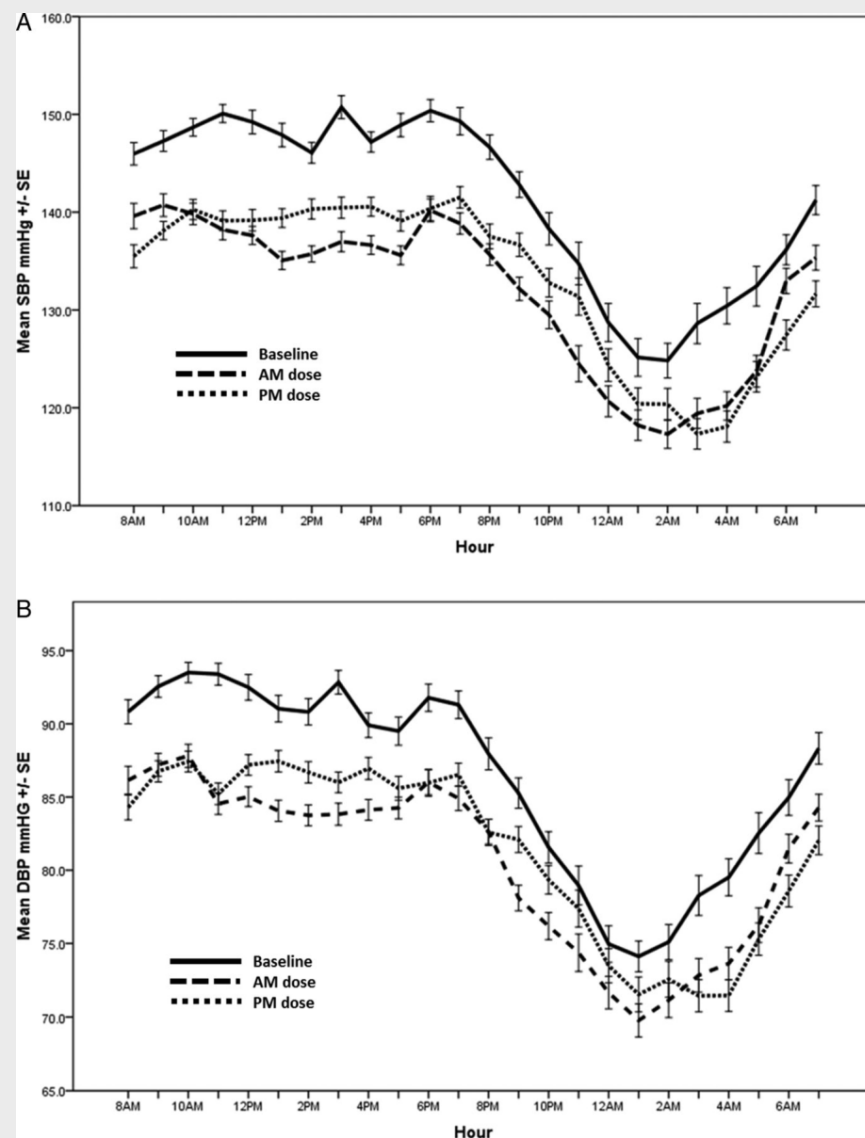 A
160.0
150.0
140.0
130.0
120.0
110.0
Mean SBP mmHg +/- SE
Baseline
AM dose
PM dose
8AM 10AM 12PM 2PM 4PM 6PM 8PM 10PM 12AM 2AM 4AM 6AM
Hour
B
95.0
90.0
85.0
80.0
75.0
70.0
65.0
Mean DBP mmHG +/- SE
Baseline
AM dose
PM dose
8AM 10AM 12PM 2PM 4PM 6PM 8PM 10PM 12AM 2AM 4AM 6AM
Hour